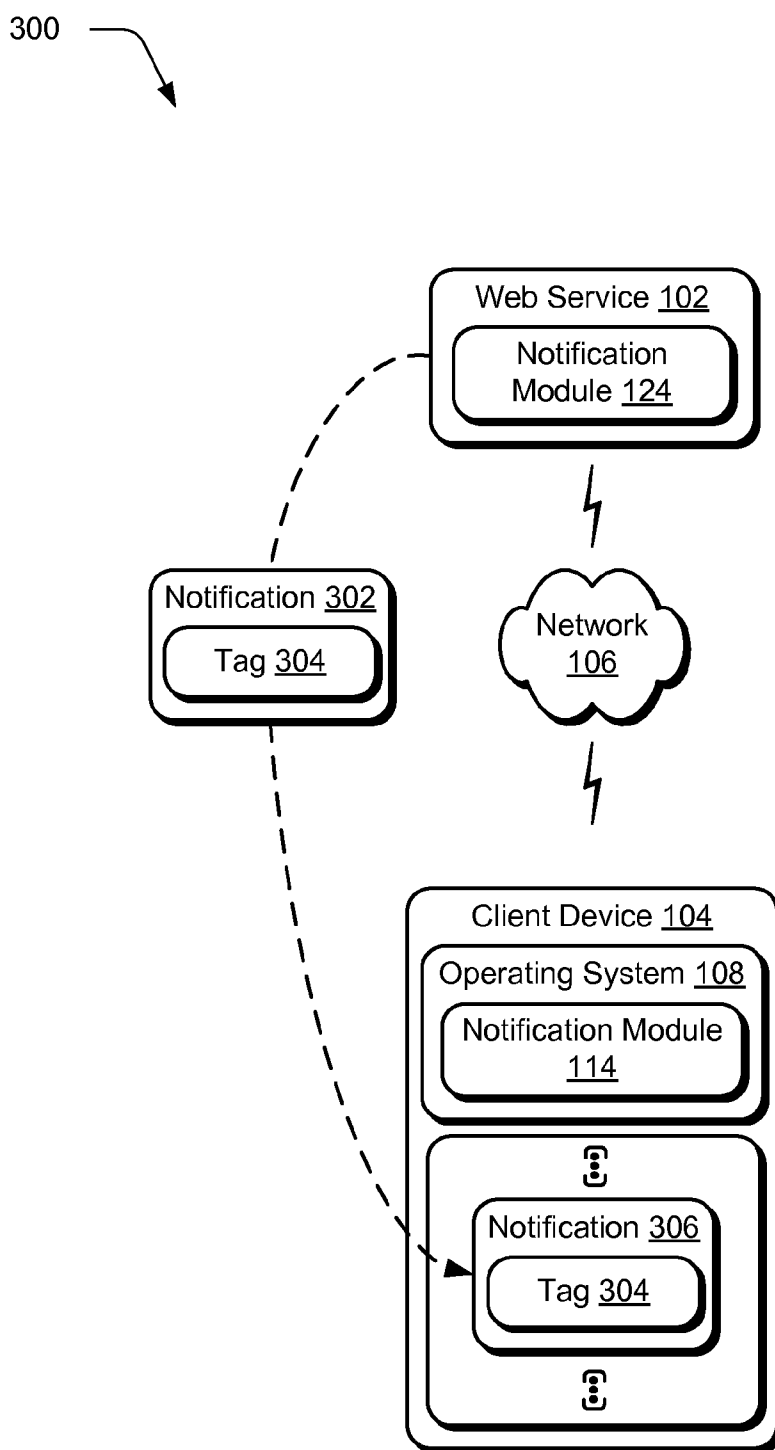 300
Web Service 102
Notification
Module 124
Notification 302
Tag 304
Network
106
Client Device 104
Operating System 108
Notification Module
114
Notification 306
Tag 304